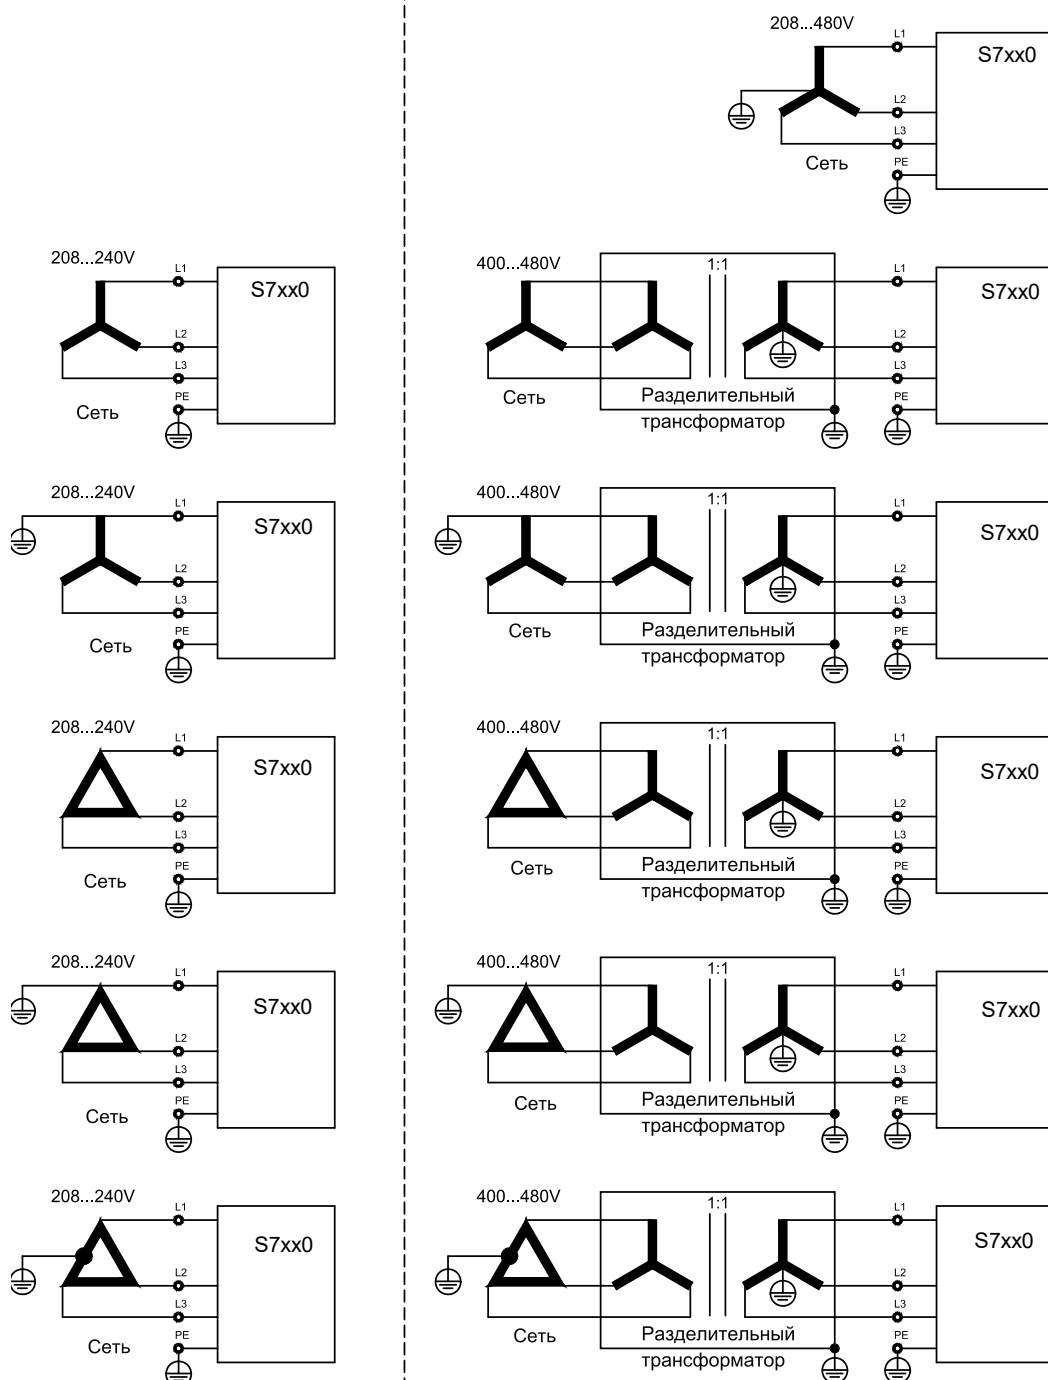 208...480V
L1
S7xx0
L2
L3
Сеть
PE
208...240V
L1
S7xx0
L2
L3
Сеть
PE
400...480V
1:1
L1
S7xx0
L2
L3
Сеть
Разделительный
трансформатор
PE
208...240V
L1
S7xx0
L2
L3
Сеть
PE
400...480V
1:1
L1
S7xx0
L2
L3
Сеть
Разделительный
трансформатор
PE
208...240V
L1
S7xx0
L2
L3
Сеть
PE
400...480V
1:1
L1
S7xx0
L2
L3
Сеть
Разделительный
трансформатор
PE
208...240V
L1
S7xx0
L2
L3
Сеть
PE
400...480V
1:1
L1
S7xx0
L2
L3
Сеть
Разделительный
трансформатор
PE
208...240V
L1
S7xx0
L2
L3
Сеть
PE
400...480V
1:1
L1
S7xx0
L2
L3
Сеть
Разделительный
трансформатор
PE